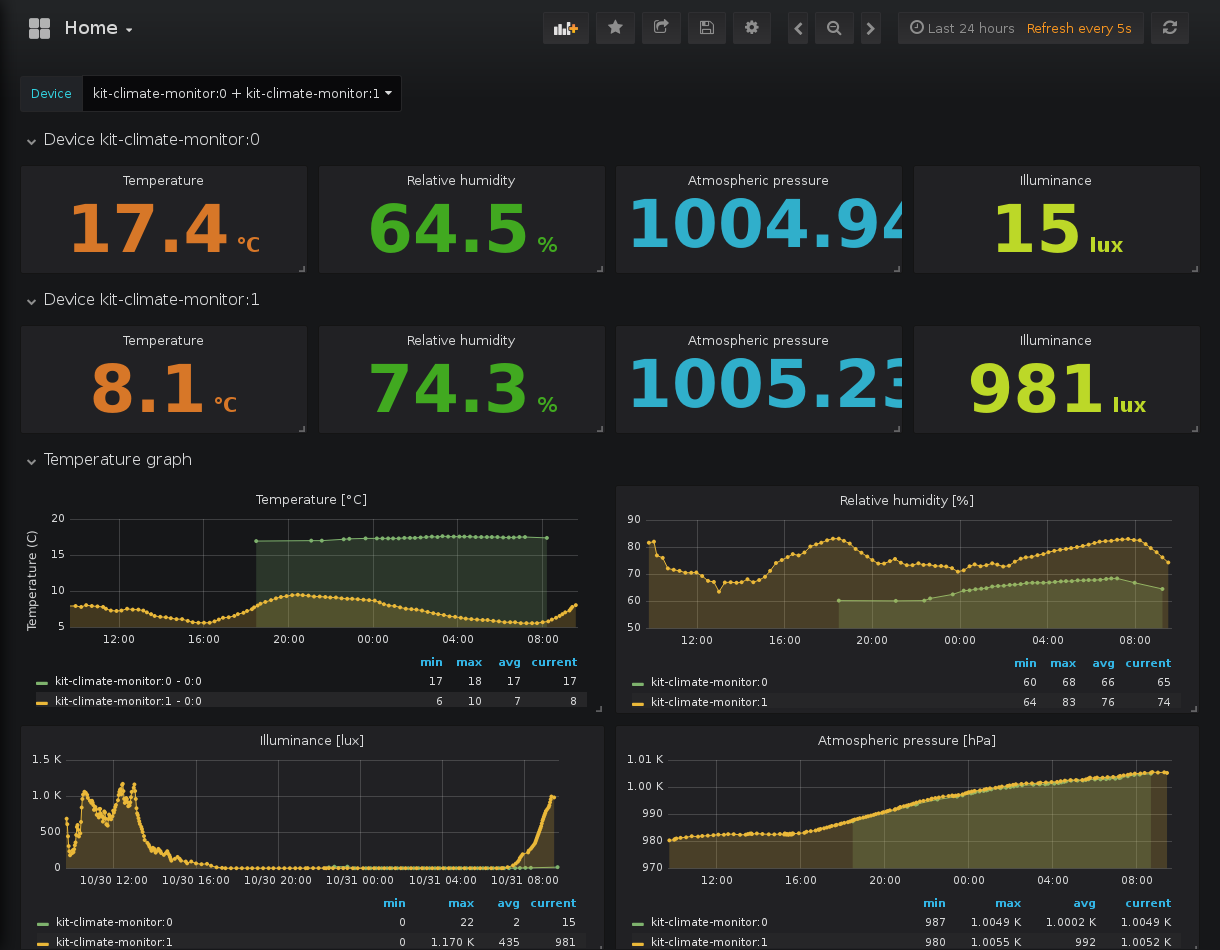 Home
Last 24 hours Refresh every 5s
Device kit-climate-monitor:0 + kit-climate-monitor:1
Device kit-climate-monitor:0
Temperature Relative humidity Atmospheric pressure Illuminance
17.4 °C 64.5 % 1004.94 15 lux
Device kit-climate-monitor:1
Temperature Relative humidity Atmospheric pressure Illuminance
8.1 °C 74.3 % 1005.23 981 lux
Temperature graph
Temperature [°C]
Temperature (C)
20
15
10
5
12:00 16:00 20:00 00:00 04:00 08:00
min max avg current
kit-climate-monitor:0 - 0:0 17 18 17 17
kit-climate-monitor:1 - 0:0 6 10 7 8
Relative humidity [%]
90
80
70
60
50
12:00 16:00 20:00 00:00 04:00 08:00
min max avg current
kit-climate-monitor:0 60 68 66 65
kit-climate-monitor:1 64 83 76 74
Illuminance [lux]
1.5 K
1.0 K
500
0
10/30 12:00 10/30 16:00 10/30 20:00 10/31 00:00 10/31 04:00 10/31 08:00
min max avg current
kit-climate-monitor:0 0 22 2 15
kit-climate-monitor:1 0 1.170 K 435 981
Atmospheric pressure [hPa]
1.01 K
1.00 K
990
980
970
12:00 16:00 20:00 00:00 04:00 08:00
min max avg current
kit-climate-monitor:0 987 1.0049 K 1.0002 K 1.0049 K
kit-climate-monitor:1 980 1.0055 K 992 1.0052 K